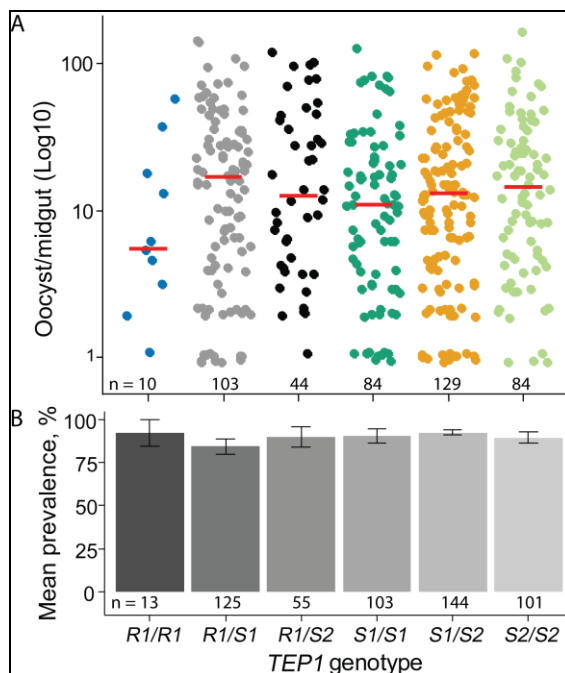 A
Oocyst/midgut (Log10)
100
10
1
n = 10 103 44 84 129 84
B
Mean prevalence, %
100
75
50
25
0
n = 13 125 55 103 144 101
R1/R1 R1/S1 R1/S2 S1/S1 S1/S2 S2/S2
TEP1 genotype